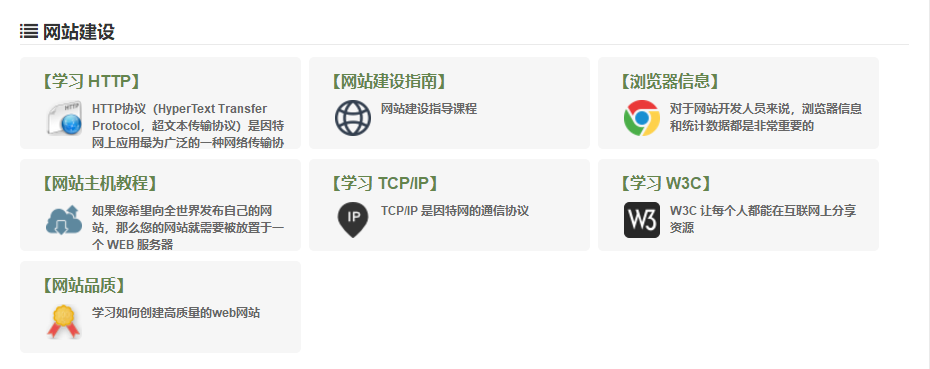 网站建设
【学习 HTTP】
HTTP
HTTP协议（HyperText Transfer
Protocol，超文本传输协议）是因特
网上应用最为广泛的一种网络传输协
【网站建设指南】
网站建设指导课程
【浏览器信息】
对于网站开发人员来说，浏览器信息
和统计数据都是非常重要的
【网站主机教程】
如果您希望向全世界发布自己的网
站，那么您的网站就需要被放置于一
个 WEB 服务器
【学习 TCP/IP】
IP
TCP/IP 是因特网的通信协议
【学习 W3C】
W3
W3C 让每个人都能在互联网上分享
资源
【网站品质】
学习如何创建高质量的web网站